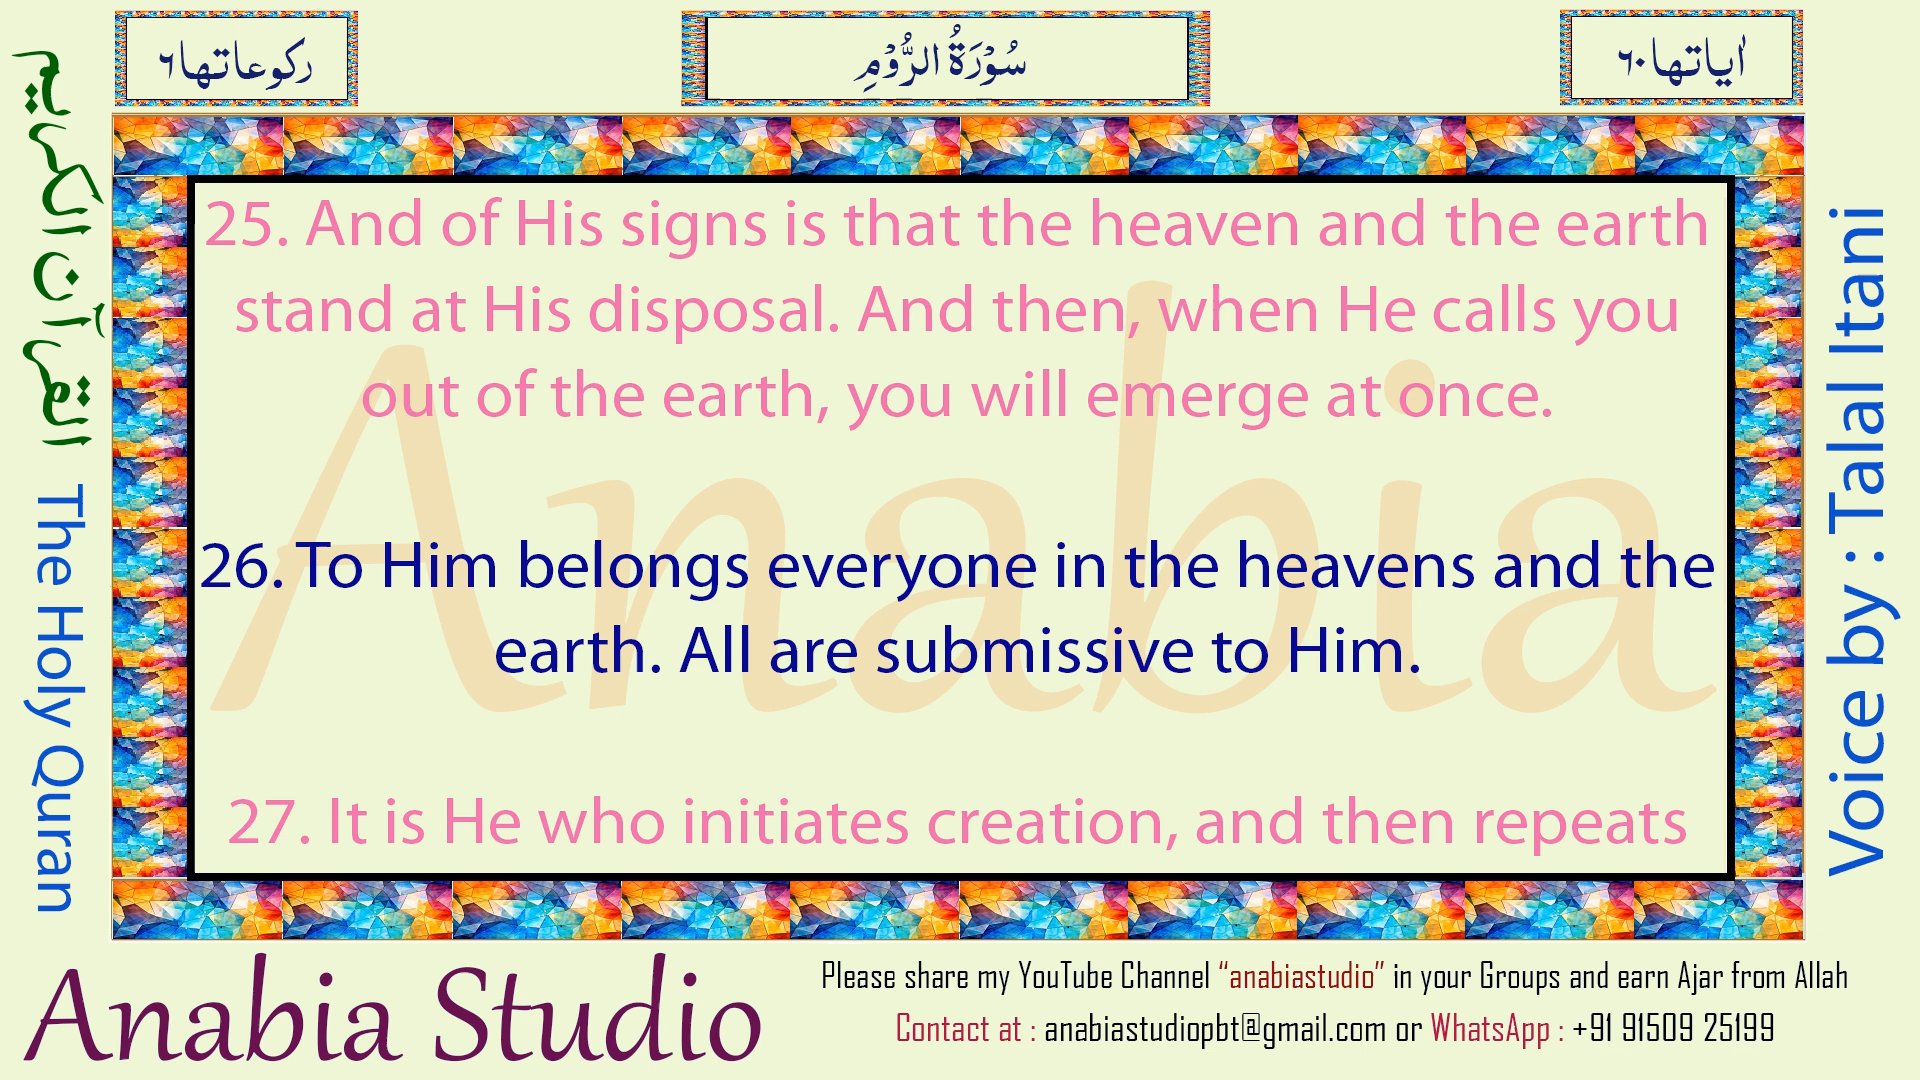 اٰیاتھا٦٠
سُوْرَۃُ الرُّوْمِ
رکوعاتھا٦
القرآن الكريم
The Holy Quran
25. And of His signs is that the heaven and the earth
stand at His disposal. And then, when He calls you
out of the earth, you will emerge at once.
26. To Him belongs everyone in the heavens and the
earth. All are submissive to Him.
27. It is He who initiates creation, and then repeats
Anabia
Voice by : Talal Itani
Anabia Studio
Please share my YouTube Channel “anabiastudio” in your Groups and earn Ajar from Allah
Contact at : anabiastudiopbt@gmail.com or WhatsApp : +91 91509 25199